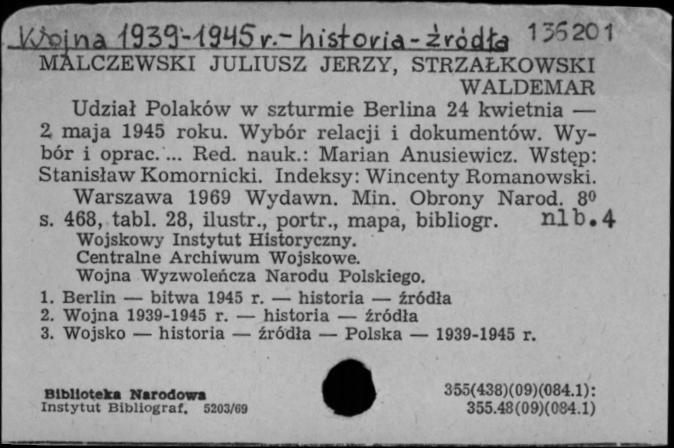 Wojna 1939-1945 r. - historia - źródła 136201
MALCZEWSKI JULIUSZ JERZY, STRZAŁKOWSKI
WALDEMAR
Udział Polaków w szturmie Berlina 24 kwietnia —
2 maja 1945 roku. Wybór relacji i dokumentów. Wy-
bór i oprac. ... Red. nauk.: Marian Anusiewicz. Wstęp:
Stanisław Komornicki. Indeksy: Wincenty Romanowski.
Warszawa 1969 Wydawn. Min. Obrony Narod. 8⁰
s. 468, tabl. 28, ilustr., portr., mapa, bibliogr. nlb. 4
Wojskowy Instytut Historyczny.
Centralne Archiwum Wojskowe.
Wojna Wyzwoleńcza Narodu Polskiego.
1. Berlin — bitwa 1945 r. — historia — źródła
2. Wojna 1939-1945 r. — historia — źródła
3. Wojsko — historia — źródła — Polska — 1939-1945 r.
Biblioteka Narodowa 355(438)(09)(084.1):
Instytut Bibliograf. 5203/69 355.48(09)(084.1)